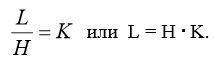 L/H = K или L = H · K.